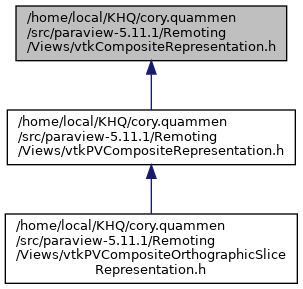 /home/local/KHQ/cory.quammen
/src/paraview-5.11.1/Remoting
/Views/vtkCompositeRepresentation.h
/home/local/KHQ/cory.quammen
/src/paraview-5.11.1/Remoting
/Views/vtkPVCompositeRepresentation.h
/home/local/KHQ/cory.quammen
/src/paraview-5.11.1/Remoting
/Views/vtkPVCompositeOrthographicSlice
Representation.h